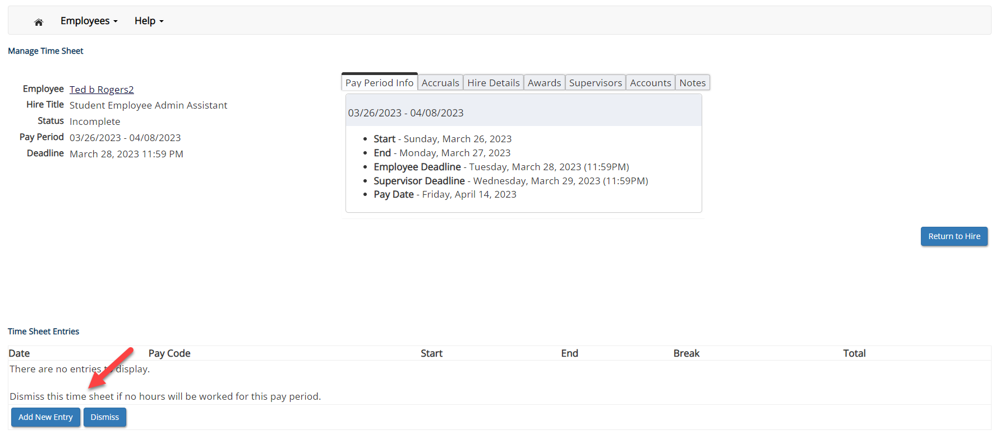 Employees Help
Manage Time Sheet
Employee Ted b Rogers2
Hire Title Student Employee Admin Assistant
Status Incomplete
Pay Period 03/26/2023 - 04/08/2023
Deadline March 28, 2023 11:59 PM
Pay Period Info Accruals Hire Details Awards Supervisors Accounts Notes
03/26/2023 - 04/08/2023
• Start - Sunday, March 26, 2023
• End - Monday, March 27, 2023
• Employee Deadline - Tuesday, March 28, 2023 (11:59PM)
• Supervisor Deadline - Wednesday, March 29, 2023 (11:59PM)
• Pay Date - Friday, April 14, 2023
Return to Hire
Time Sheet Entries
Date Pay Code Start End Break Total
There are no entries to display.
Dismiss this time sheet if no hours will be worked for this pay period.
Add New Entry Dismiss